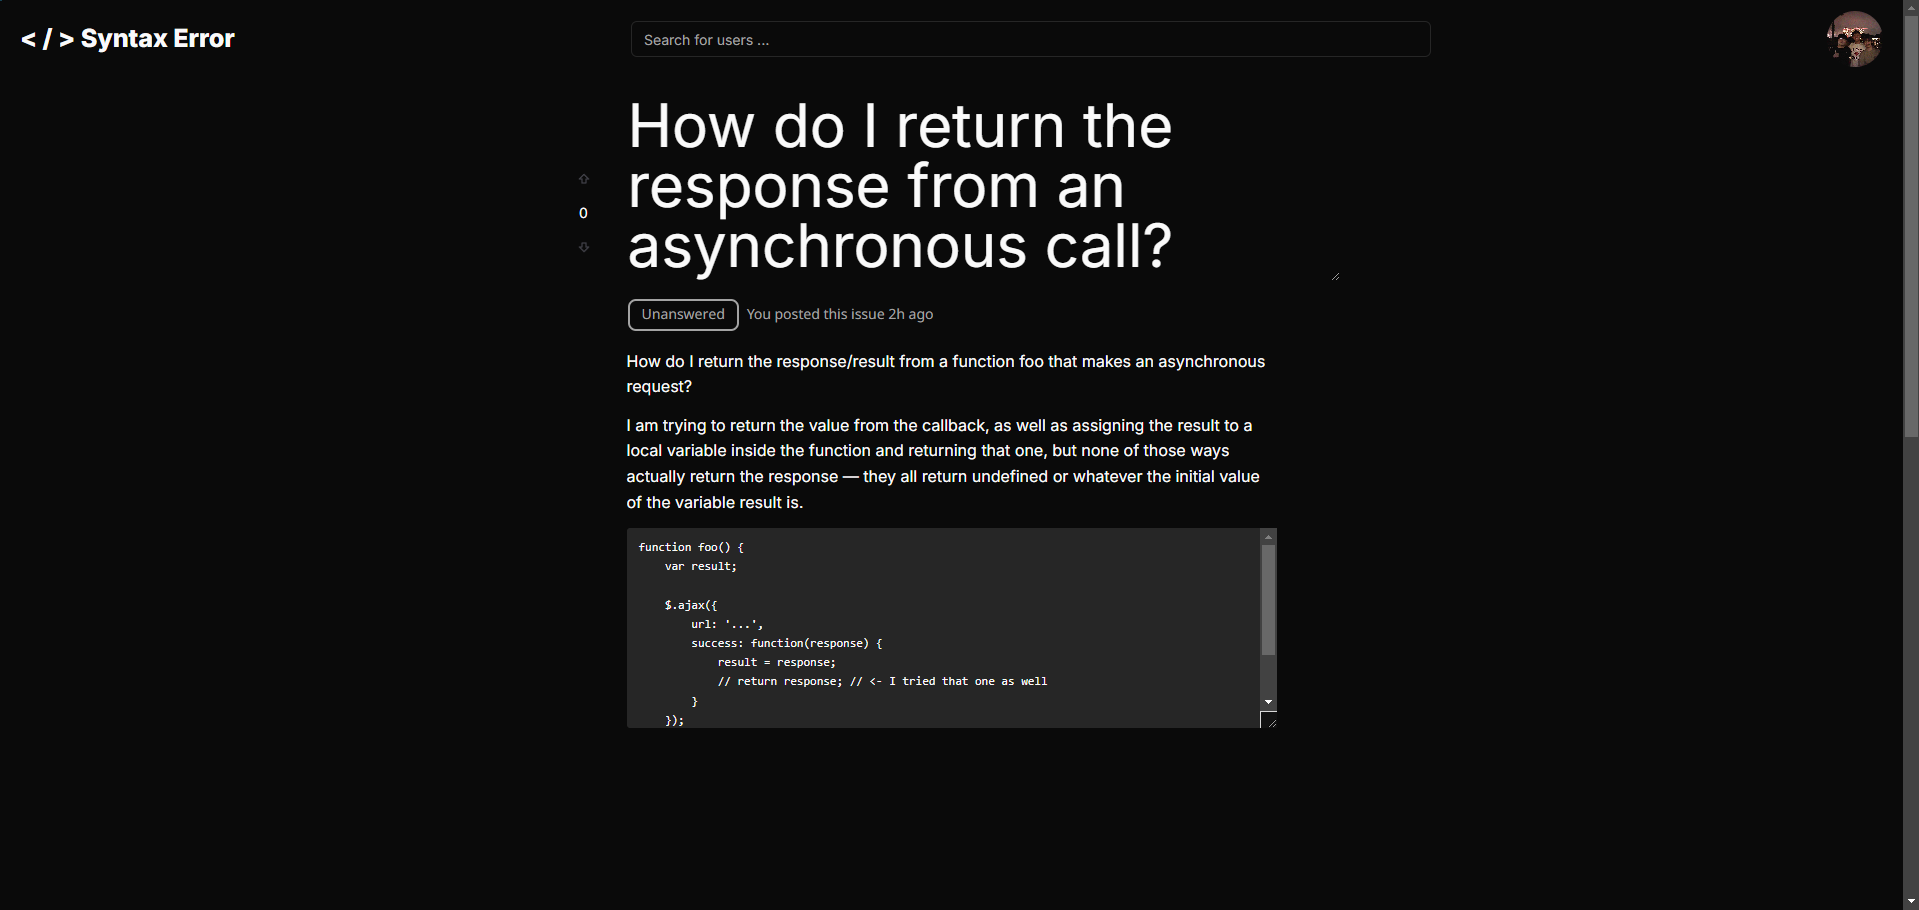 < / > Syntax Error
Search for users ...
How do I return the
response from an
asynchronous call?
0
Unanswered
You posted this issue 2h ago
How do I return the response/result from a function foo that makes an asynchronous
request?
I am trying to return the value from the callback, as well as assigning the result to a
local variable inside the function and returning that one, but none of those ways
actually return the response — they all return undefined or whatever the initial value
of the variable result is.
function foo() {
    var result;
    $.ajax({
        url: '...',
        success: function(response) {
            result = response;
            // return response; // <- I tried that one as well
        }
    });